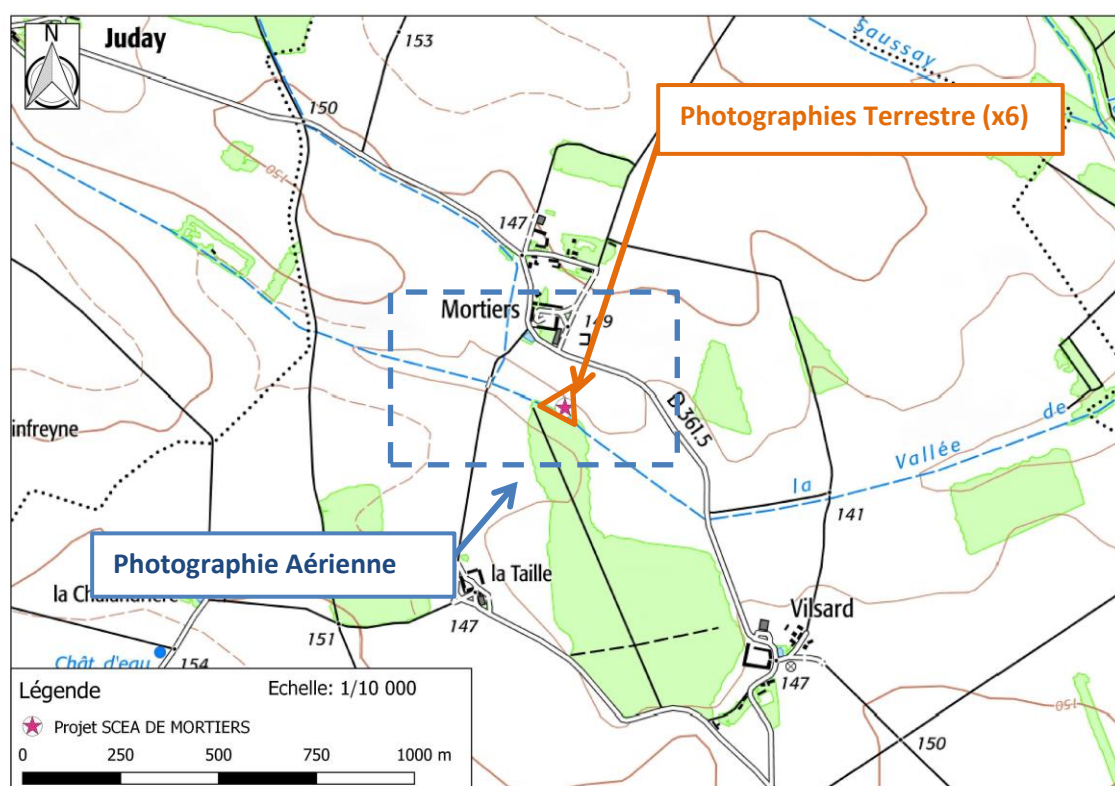 N
Juday
153
Saussay
150
Photographies Terrestre (x6)
150
147
Mortiers
149
D.361.5
infreyne
Vallée de
la
141
Photographie Aérienne
la Taille
la Chalandrière
Vilsard
147
151
Chât. d'eau
154
147
150
150
Légende
Echelle: 1/10 000
Projet SCEA DE MORTIERS
0 250 500 750 1000 m